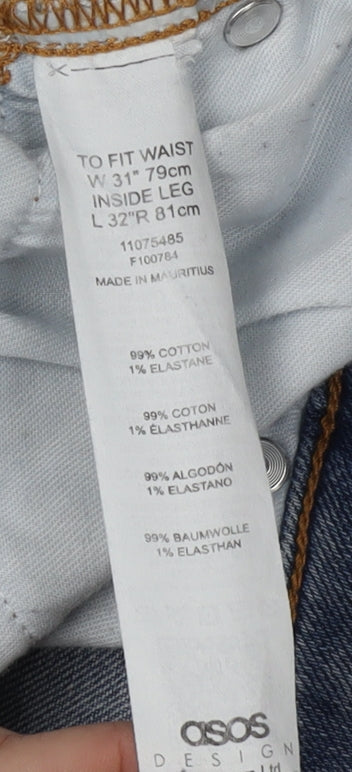 TO FIT WAIST
W 31" 79cm
INSIDE LEG
L 32"R 81cm
11075485
F100784
MADE IN MAURITIUS
99% COTTON
1% ELASTANE
99% COTON
1% ÉLASTHANNE
99% ALGODÓN
1% ELASTANO
99% BAUMWOLLE
1% ELASTHAN
asos
DESIGN
Ltd